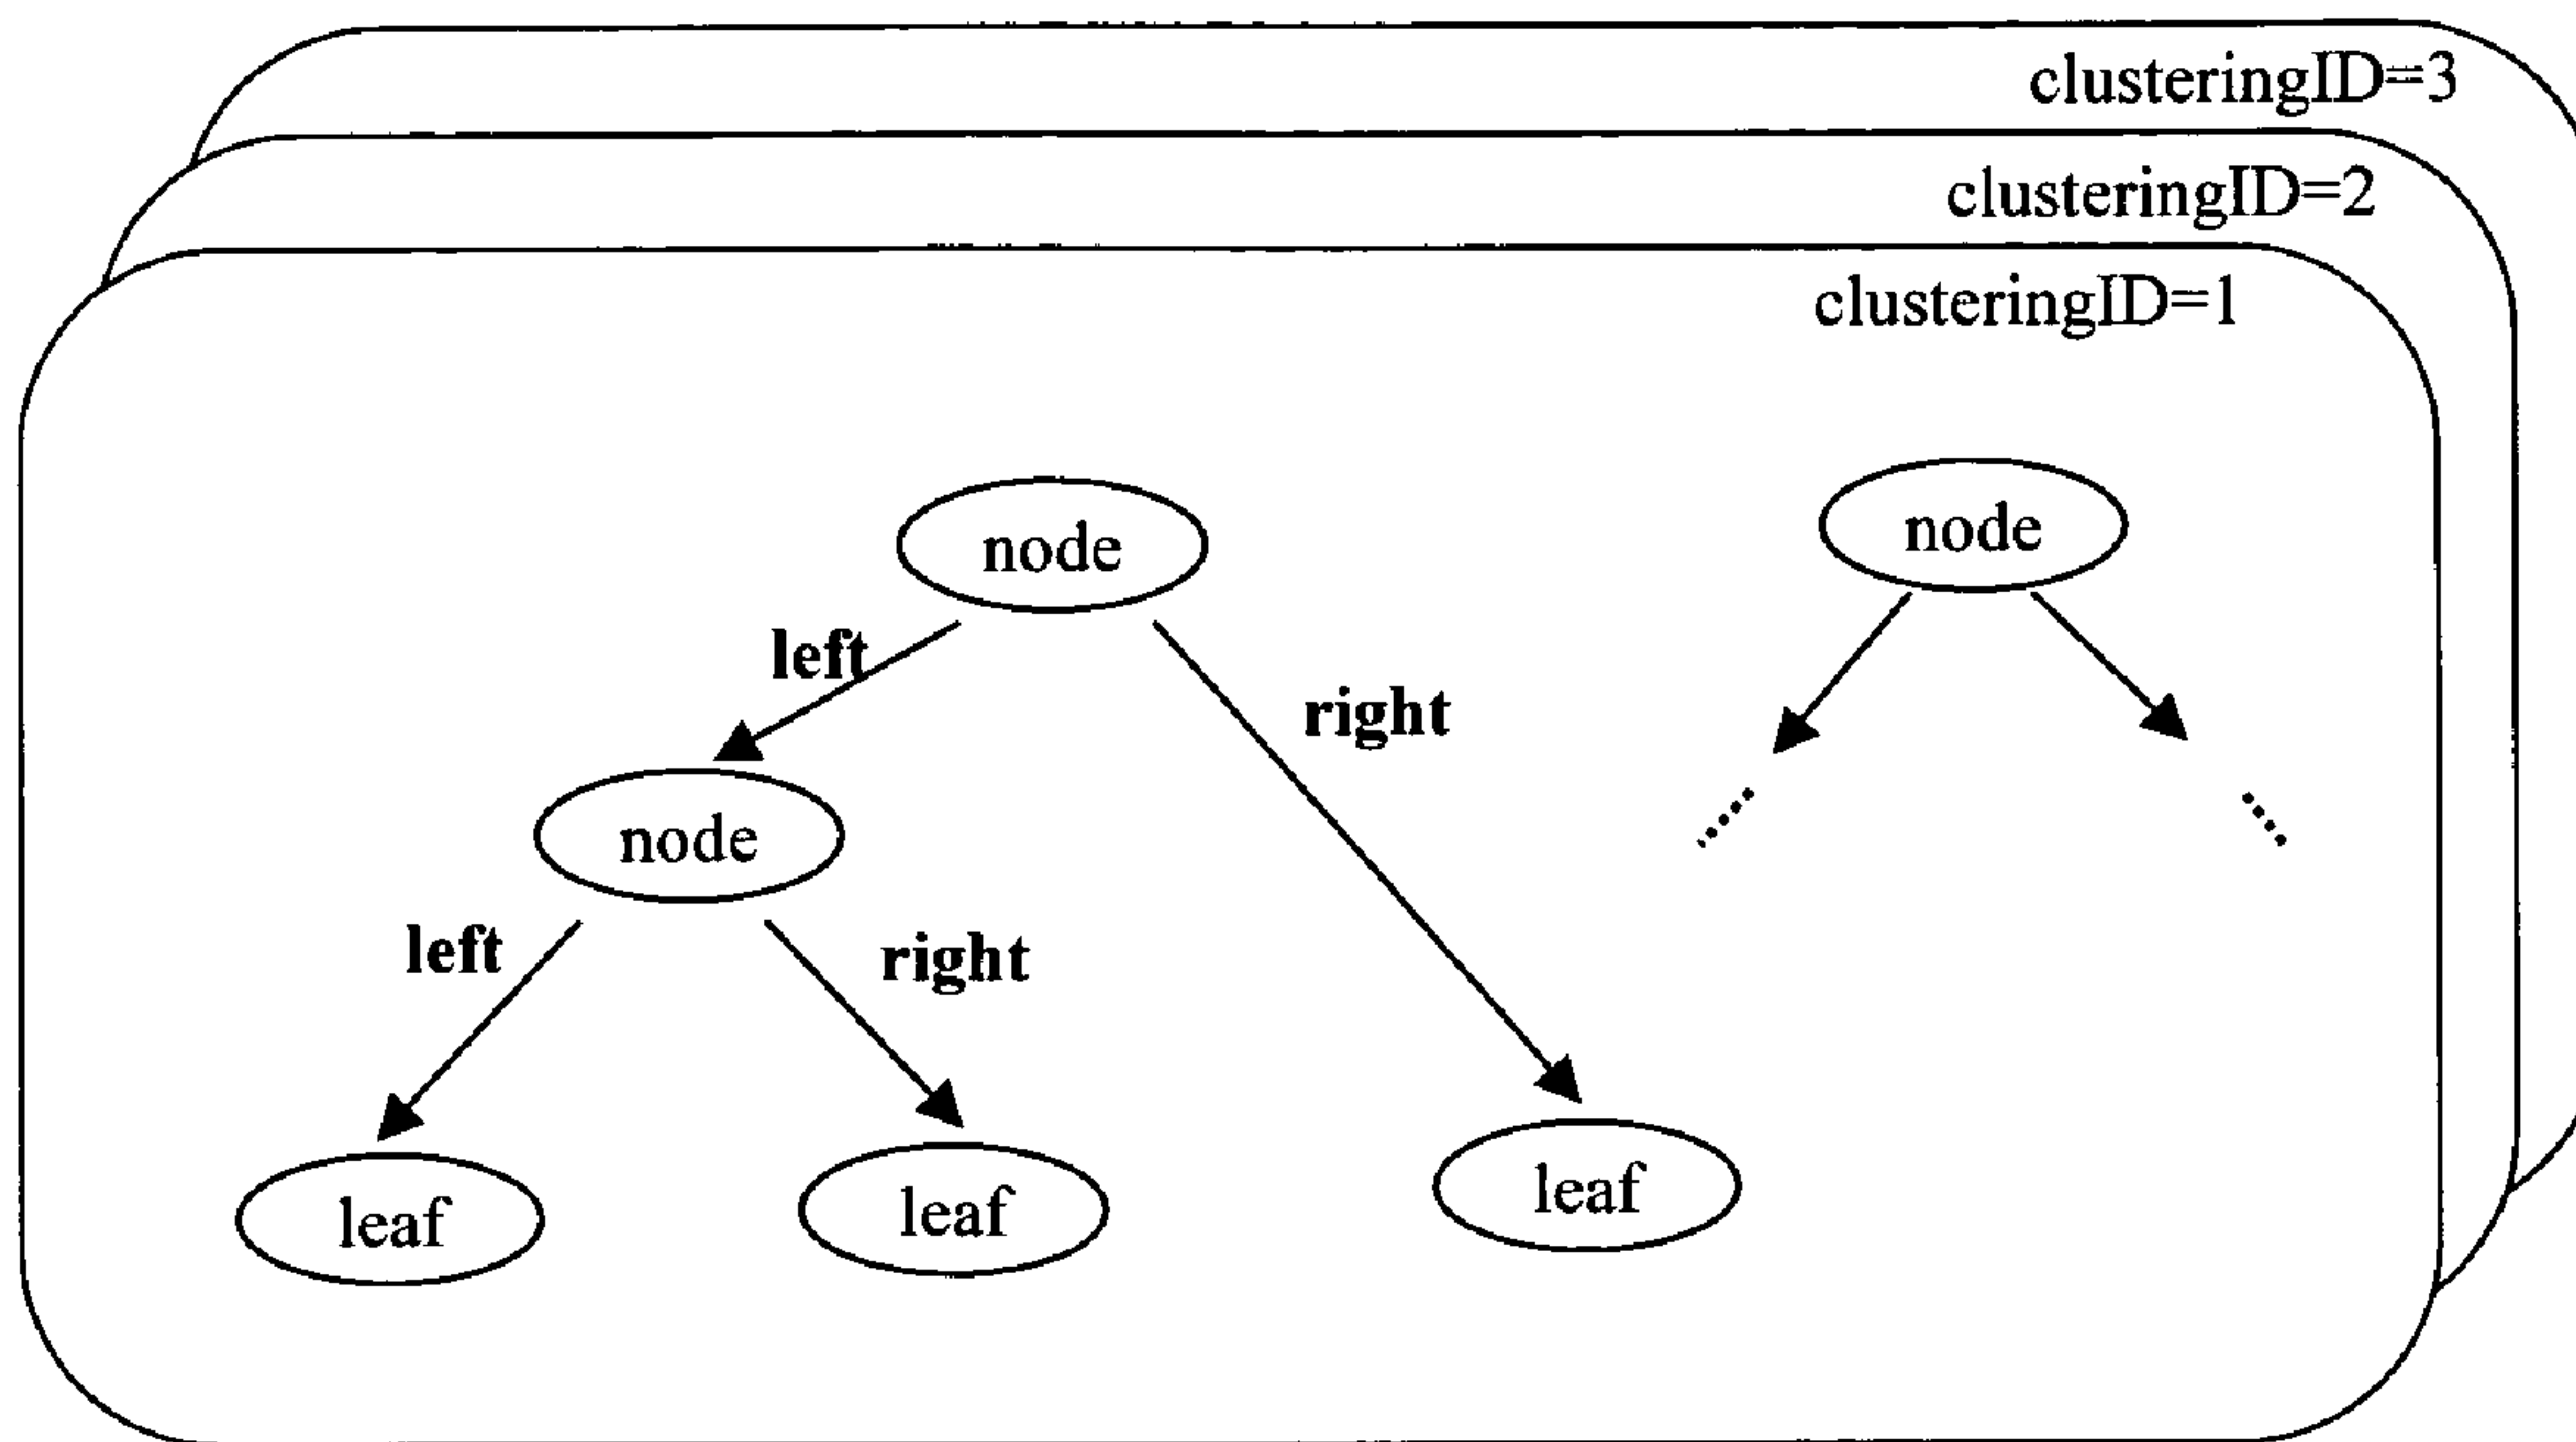 clusteringID=3
clusteringID=2
clusteringID=1
node
node
left
right
node
left
right
leaf
leaf
leaf